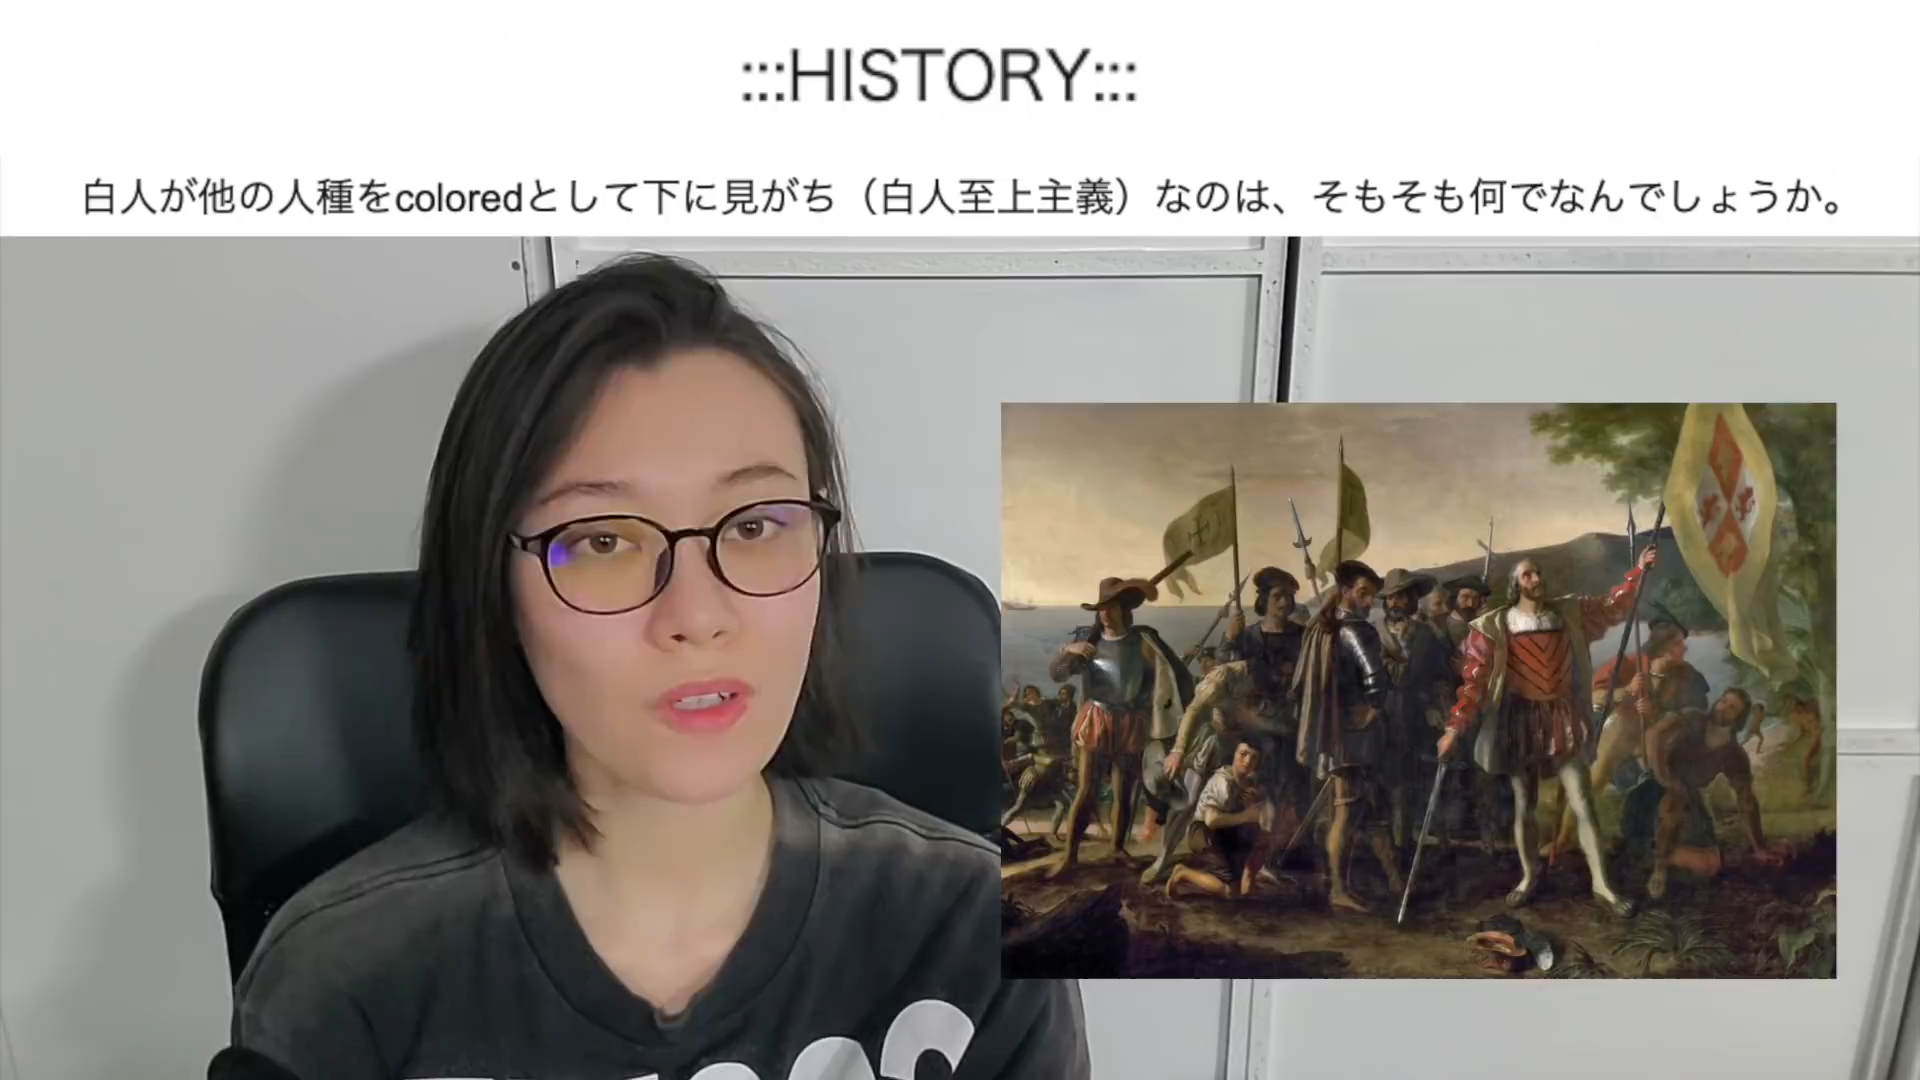 :::HISTORY:::
白人が他の人種をcoloredとして下に見がち（白人至上主義）なのは、そもそも何でなんでしょうか。